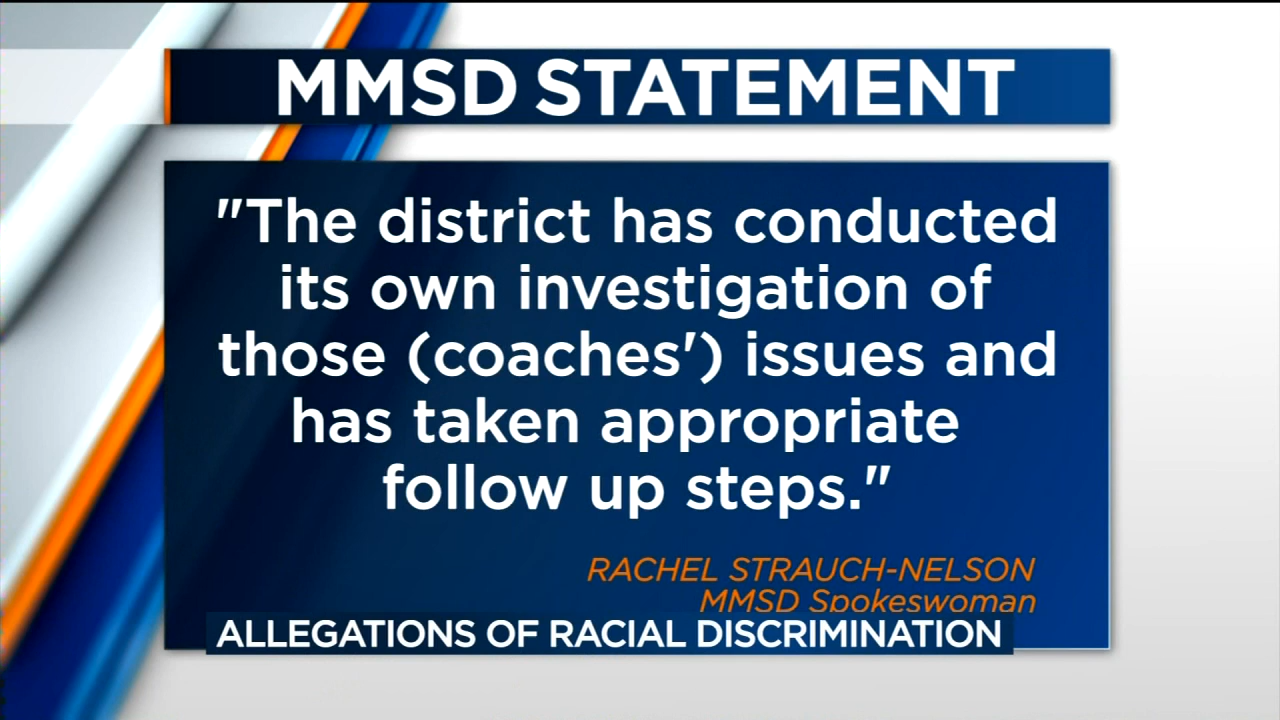 MMSD STATEMENT
"The district has conducted
its own investigation of
those (coaches') issues and
has taken appropriate
follow up steps."
RACHEL STRAUCH-NELSON
MMSD Spokeswoman
ALLEGATIONS OF RACIAL DISCRIMINATION